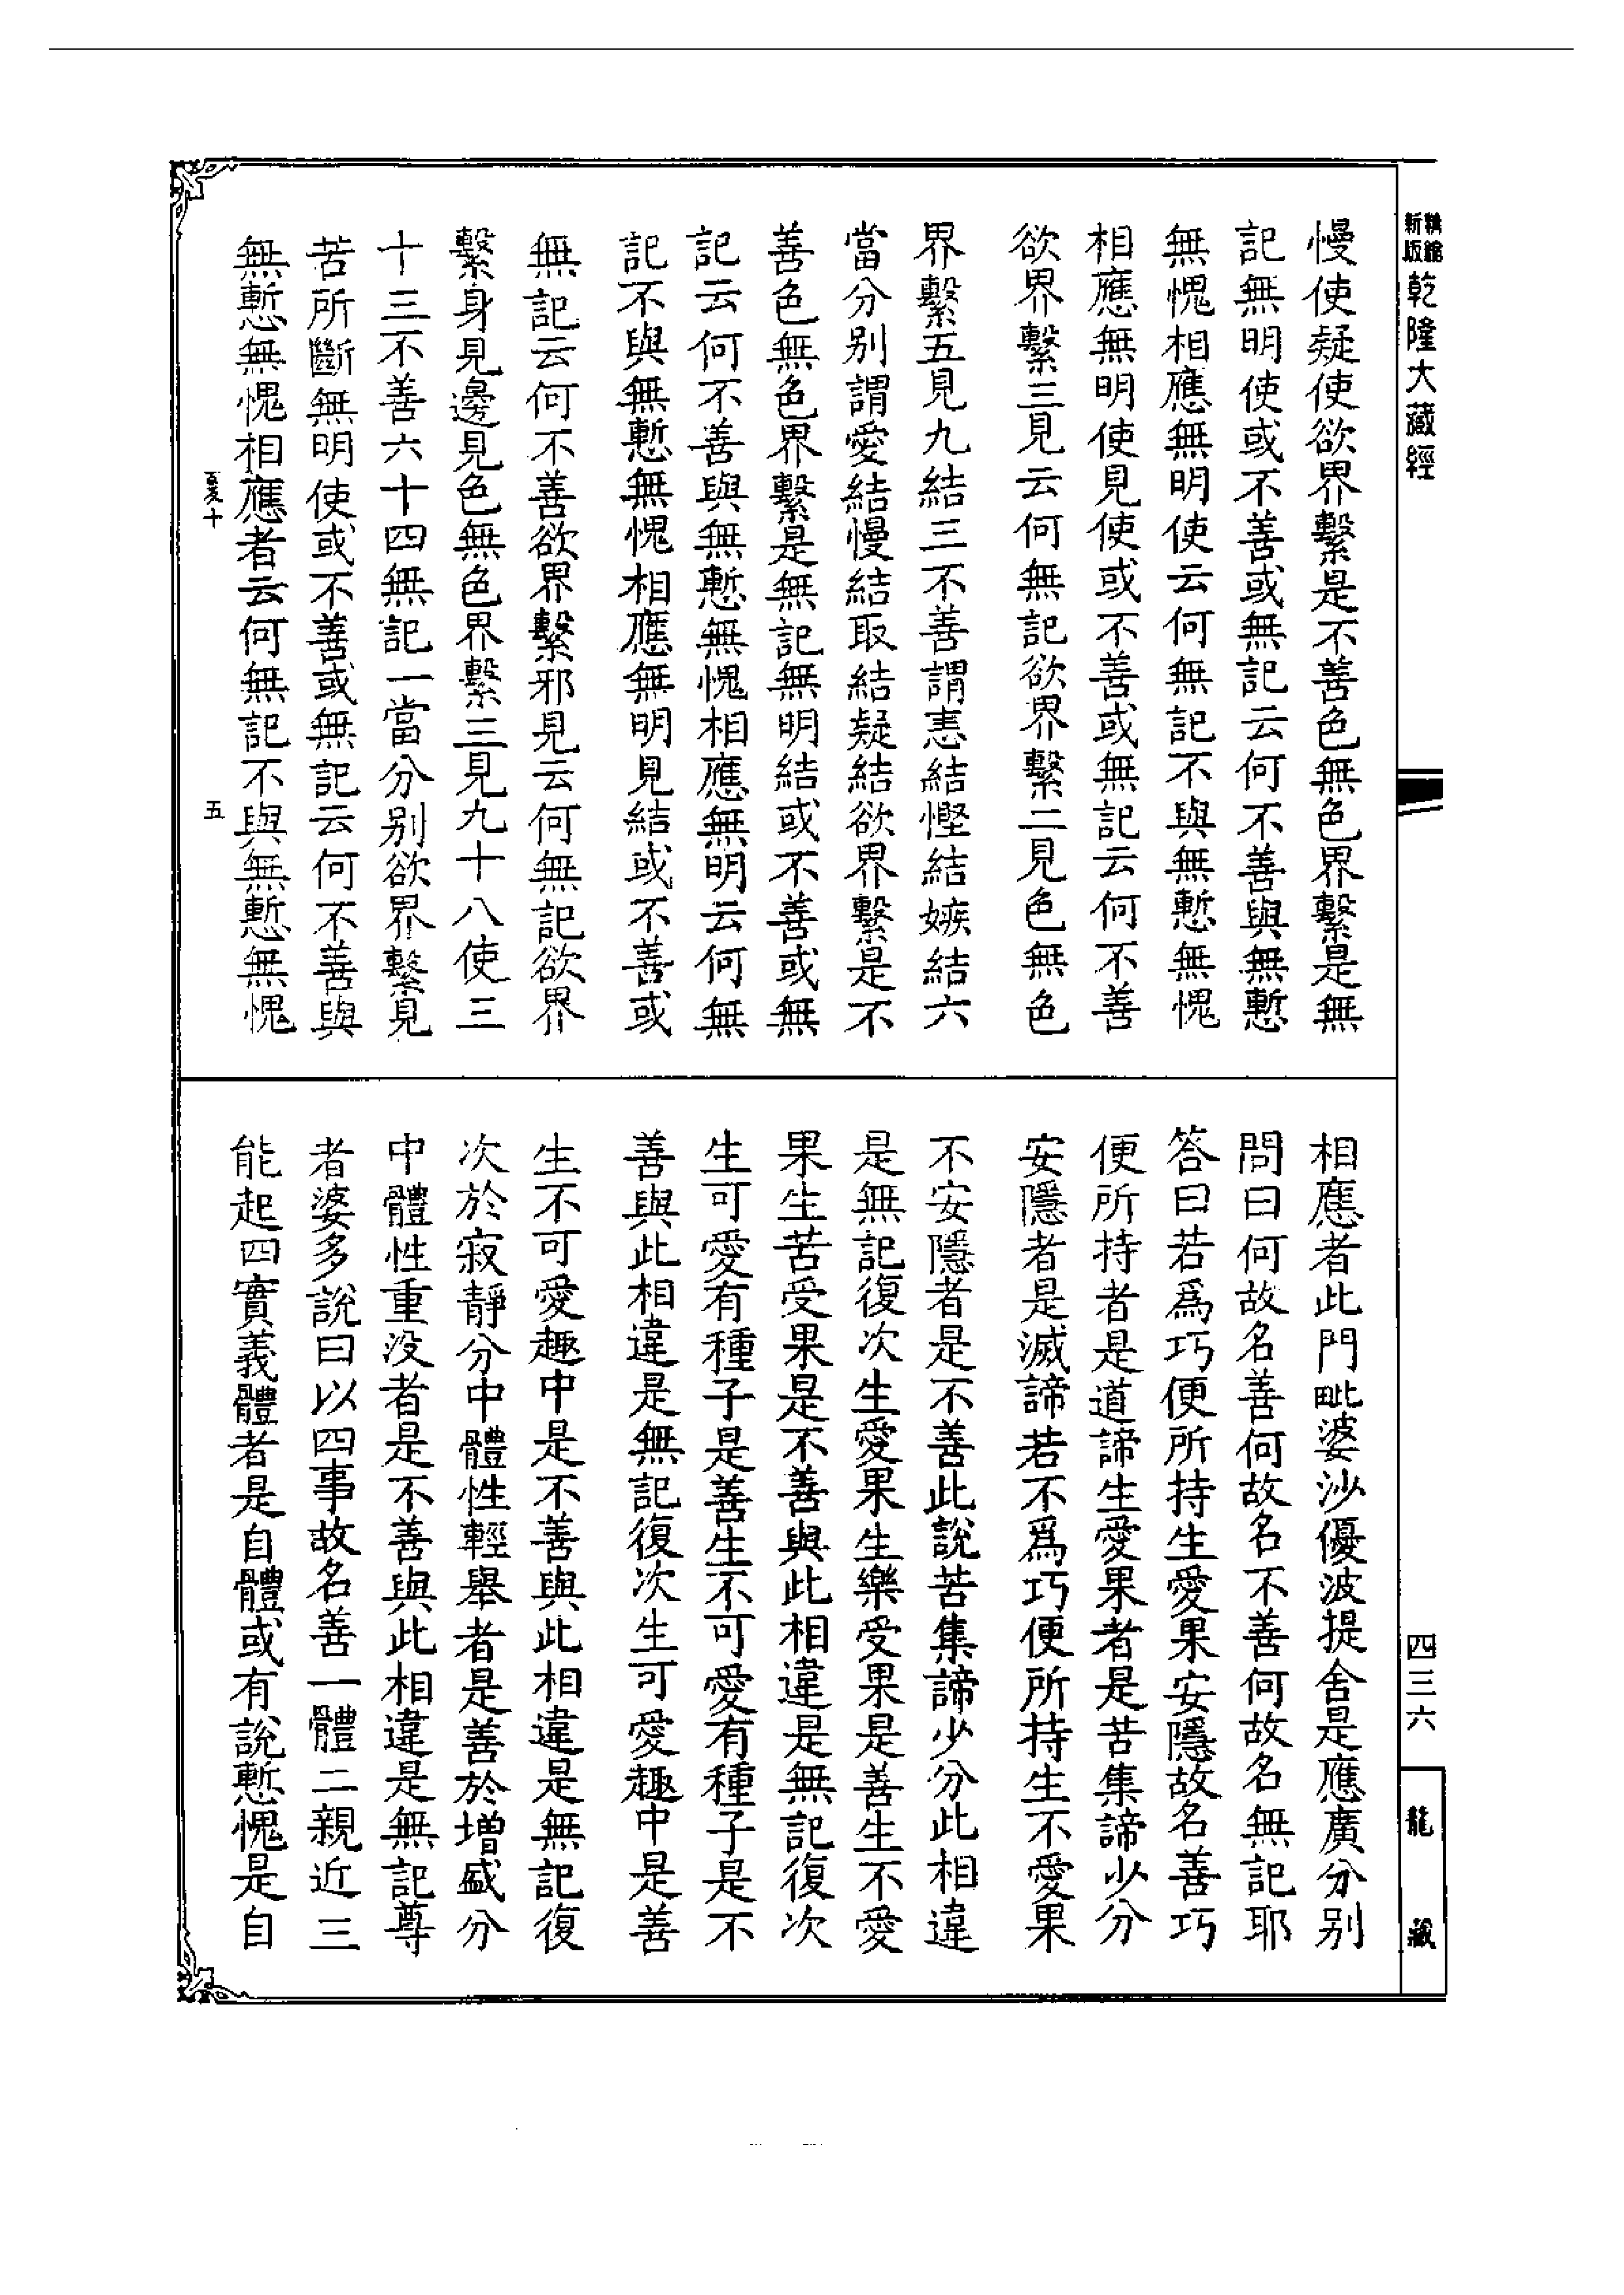 精編
新版
乾隆大藏經
慢使疑使欲界繫是不善色無色界繫是無
記無明使或不善或無記云何不善與無慙
無愧相應無明使云何無記不與無慙無愧
相應無明使見使或不善或無記云何不善
欲界繫三見云何無記欲界繫二見色無色
界繫五見九結三不善謂恚結慳結嫉結六
當分別謂愛結慢結取結疑結欲界繫是不
善色無色界繫是無記無明結或不善或無
記云何不善與無慙無愧相應無明云何無
記不與無慙無愧相應無明見結或不善或
無記云何不善欲界繫邪見云何無記欲界
繫身見邊見色無色界繫三見九十八使三
十三不善六十四無記一當分別欲界繫見
苦所斷無明使或不善或無記云何不善與
無慙無愧相應者云何無記不與無慙無愧
相應者此門毗婆沙優波提舍是應廣分別
問曰何故名善何故名不善何故名無記耶
答曰若爲巧便所持生愛果安隱故名善巧
便所持者是道諦生愛果者是苦集諦少分
安隱者是滅諦若不爲巧便所持生不愛果
不安隱者是不善此說苦集諦少分此相違
是無記復次生愛果生樂受果是善生不愛
果生苦受果是不善與此相違是無記復次
生可愛有種子是善生不可愛有種子是不
善與此相違是無記復次生可愛趣中是善
生不可愛趣中是不善與此相違是無記復
次於寂靜分中體性輕舉者是善於增盛分
中體性重没者是不善與此相違是無記尊
者婆多說曰以四事故名善一體二親近三
能起四實義體者是自體或有說慙愧是自
亥十
五
四三六
龍藏